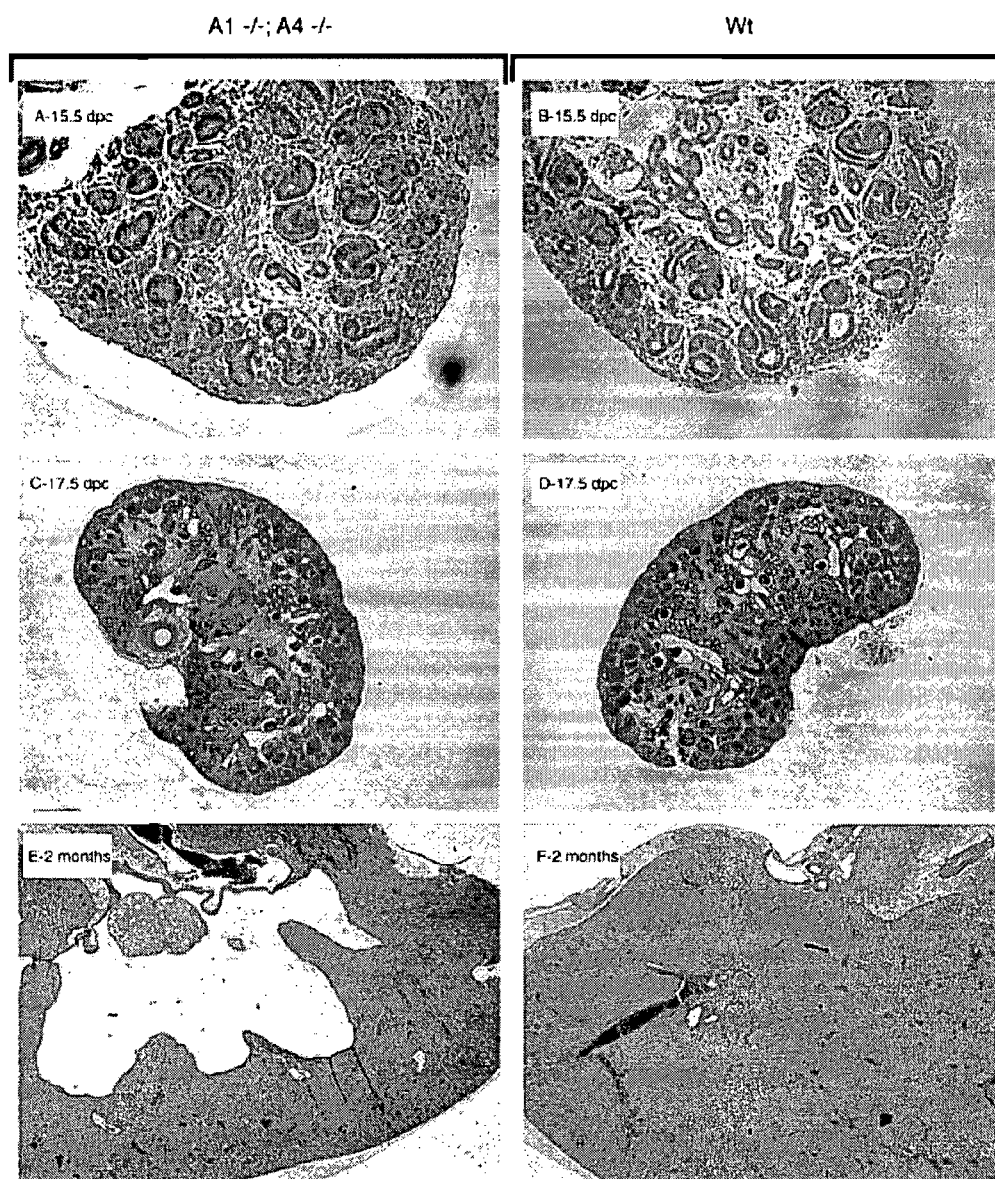 A1 -/-; A4 -/-
Wt
A-15.5 dpc
B-15.5 dpc
C-17.5 dpc
D-17.5 dpc
E-2 months
F-2 months